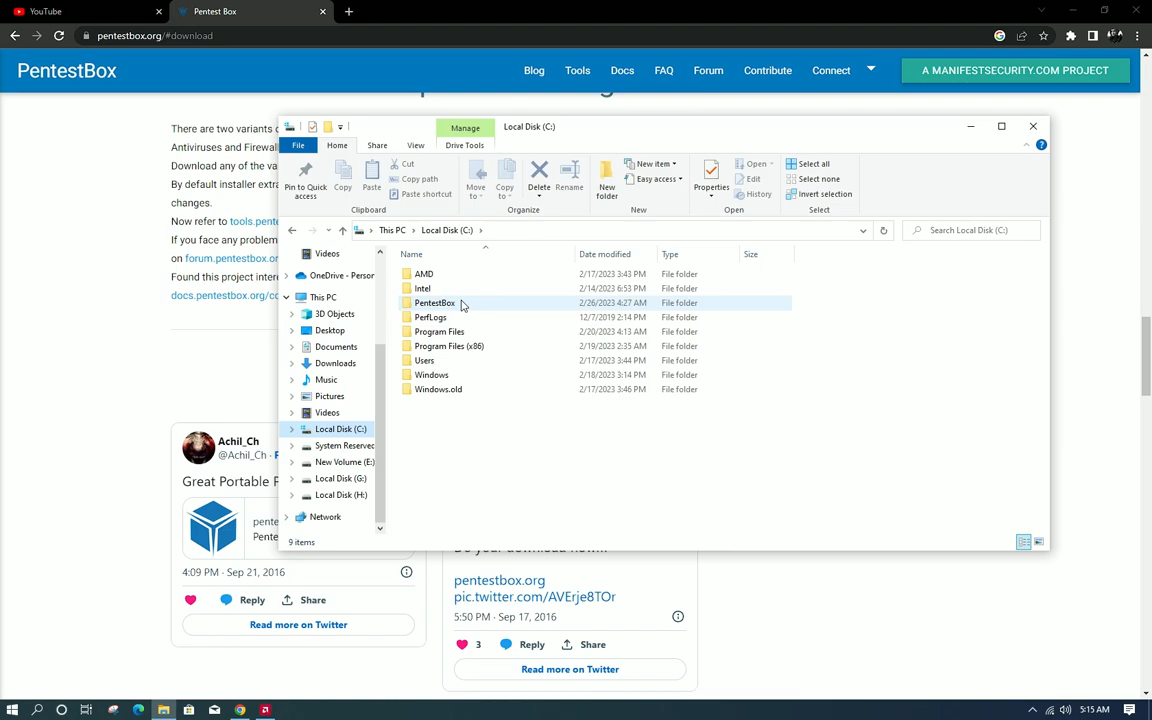 YouTube
Pentest Box
pentestbox.org/#download
PentestBox
Blog
Tools
Docs
FAQ
Forum
Contribute
Connect
A MANIFESTSECURITY.COM PROJECT
There are two variants
Antiviruses and Firewal
Download any of the va
By default installer extra
changes.
Now refer to tools.pente
If you face any problem
on forum.pentestbox.
Found this project inter
docs.pentestbox.org/cc
Manage
Local Disk (C:)
File
Home
Share
View
Drive Tools
Pin to Quick access
Copy
Paste
Cut
Copy path
Paste shortcut
Clipboard
Move to
Copy to
Delete
Rename
Organize
New folder
New item
Easy access
New
Properties
Open
Edit
History
Open
Select all
Select none
Invert selection
Select
This PC
Local Disk (C:)
Search Local Disk (C:)
Videos
OneDrive - Person
This PC
3D Objects
Desktop
Documents
Downloads
Music
Pictures
Videos
Local Disk (C:)
System Reserved
New Volume (E:)
Local Disk (G:)
Local Disk (H:)
Network
Name Date modified Type Size
AMD 2/17/2023 3:43 PM File folder
Intel 2/14/2023 6:53 PM File folder
PentestBox 2/26/2023 4:27 AM File folder
PerfLogs 12/7/2019 2:14 PM File folder
Program Files 2/20/2023 4:13 AM File folder
Program Files (x86) 2/19/2023 2:35 AM File folder
Users 2/17/2023 3:44 PM File folder
Windows 2/18/2023 3:14 PM File folder
Windows.old 2/17/2023 3:46 PM File folder
9 items
Achil_Ch
@Achil_Ch ·
Great Portable
pente
Pente
4:09 PM · Sep 21, 2016
Reply
Share
Read more on Twitter
pentestbox.org
pic.twitter.com/AVErje8TOr
5:50 PM · Sep 17, 2016
3
Reply
Share
Read more on Twitter
5:15 AM